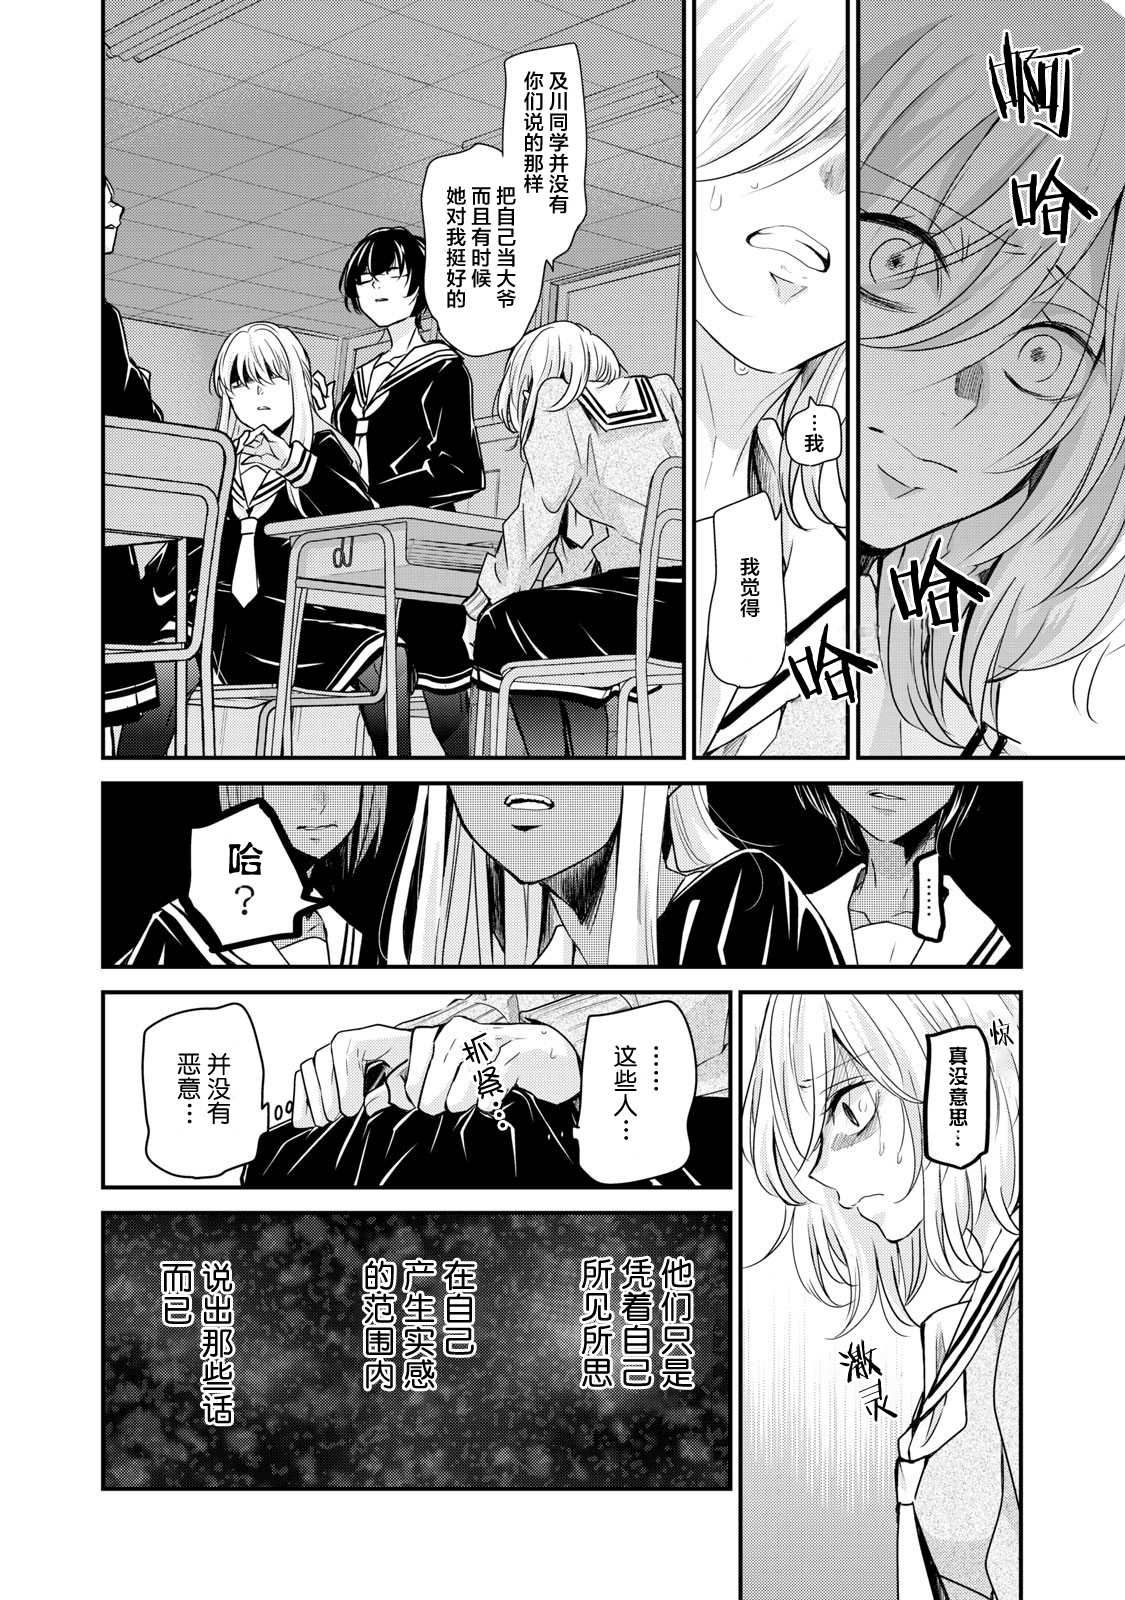 啊
哈
哈
哈
…我
我觉得
及川同学并没有
你们说的那样
把自己当大爷
而且有时候
她对我挺好的
……
哈
？
惊
真没意思…
激灵
……
这些人…
抓紧…
并没有
恶意…
他们只是
凭着自己
所见所思
在自己
产生实感
的范围内
说出那些话
而已